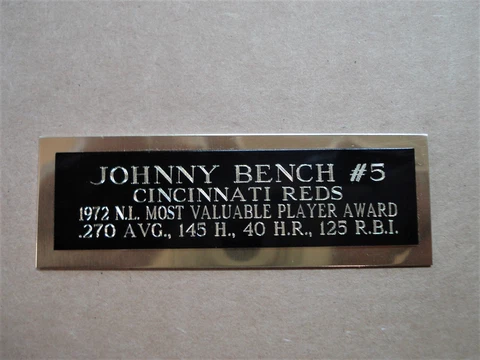 JOHNNY BENCH #5
CINCINNATI REDS
1972 N.L. MOST VALUABLE PLAYER AWARD
.270 AVG., 145 H., 40 H.R., 125 R.B.I.